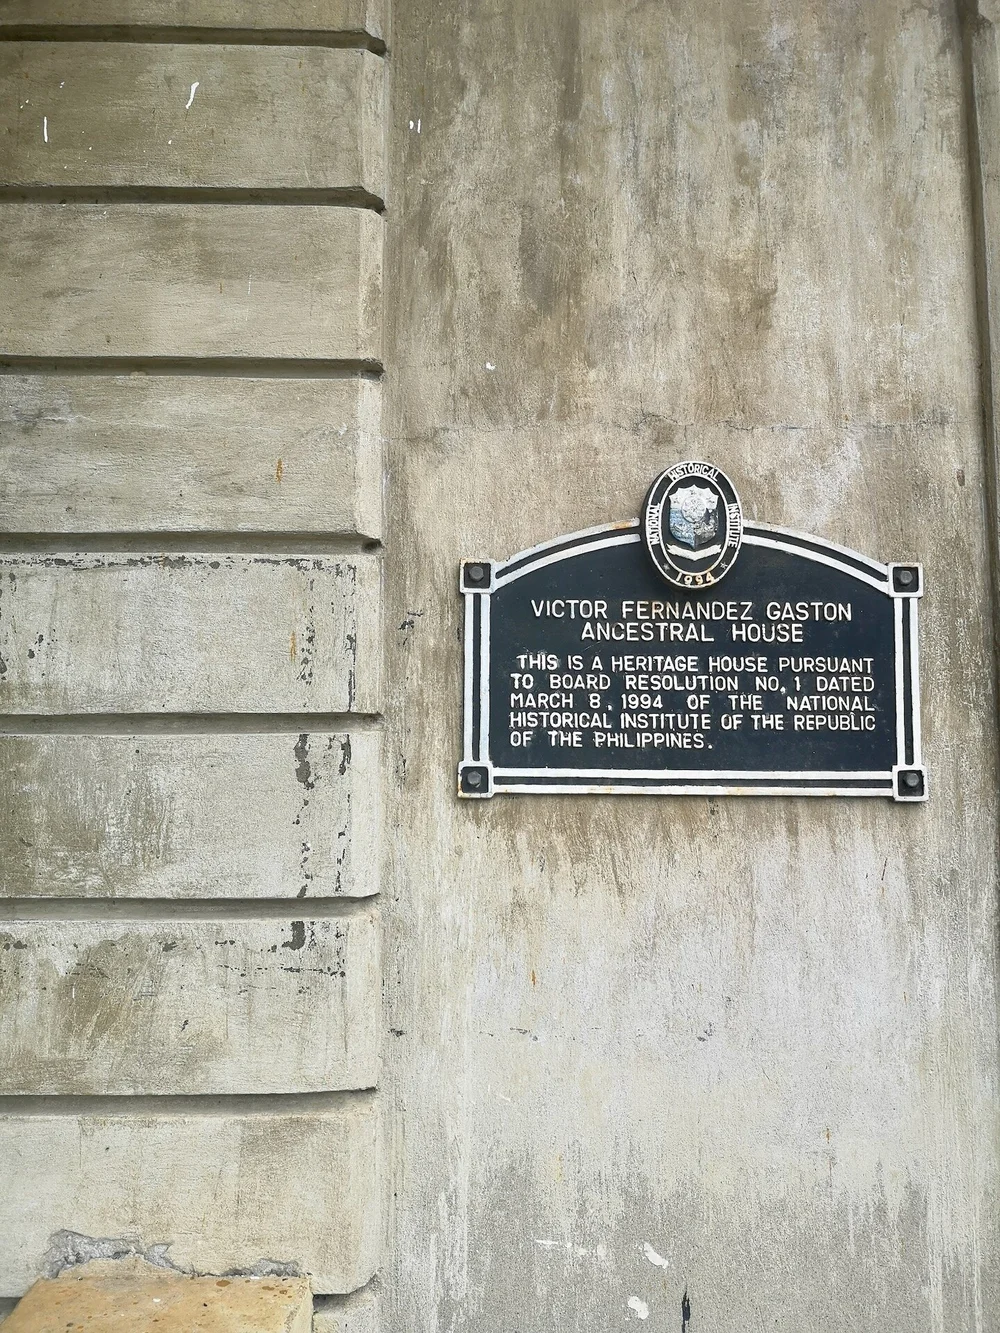 NATIONAL HISTORICAL INSTITUTE
★ 1994 ★
VICTOR FERNANDEZ GASTON
ANCESTRAL HOUSE
THIS IS A HERITAGE HOUSE PURSUANT
TO BOARD RESOLUTION NO. 1 DATED
MARCH 8, 1994 OF THE NATIONAL
HISTORICAL INSTITUTE OF THE REPUBLIC
OF THE PHILIPPINES.